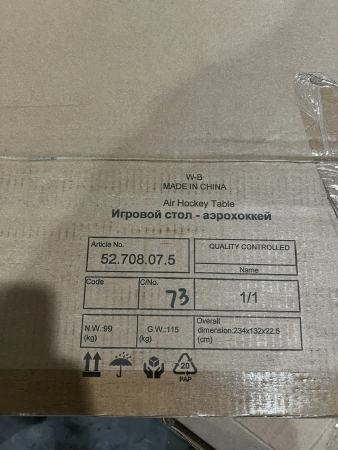 W-B
MADE IN CHINA
Air Hockey Table
Игровой стол - аэрохоккей
Article No.
52.708.07.5
QUALITY CONTROLLED
Name
Code
C/No.
73
1/1
N.W.:99
(kg)
G.W.:115
(kg)
Overall
dimension:234x132x22.5
(cm)
20
PAP